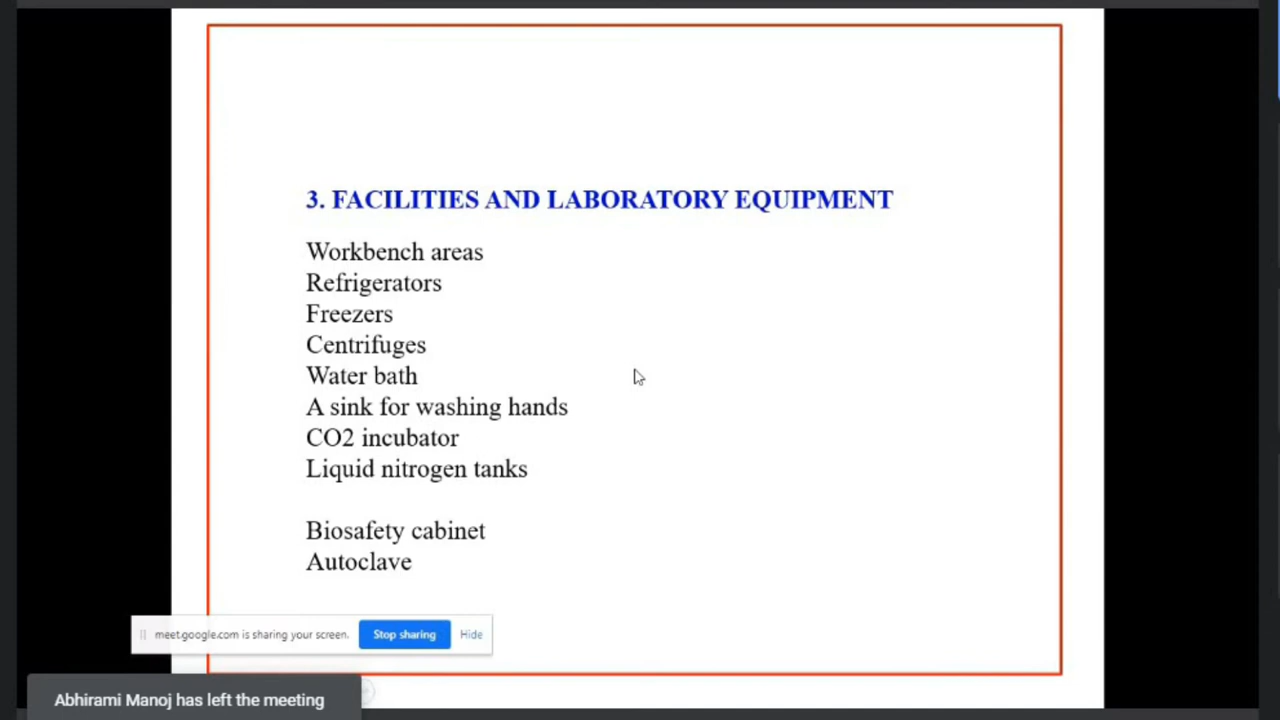 3. FACILITIES AND LABORATORY EQUIPMENT
Workbench areas
Refrigerators
Freezers
Centrifuges
Water bath
A sink for washing hands
CO2 incubator
Liquid nitrogen tanks
Biosafety cabinet
Autoclave
meet.google.com is sharing your screen. Stop sharing Hide
Abhirami Manoj has left the meeting